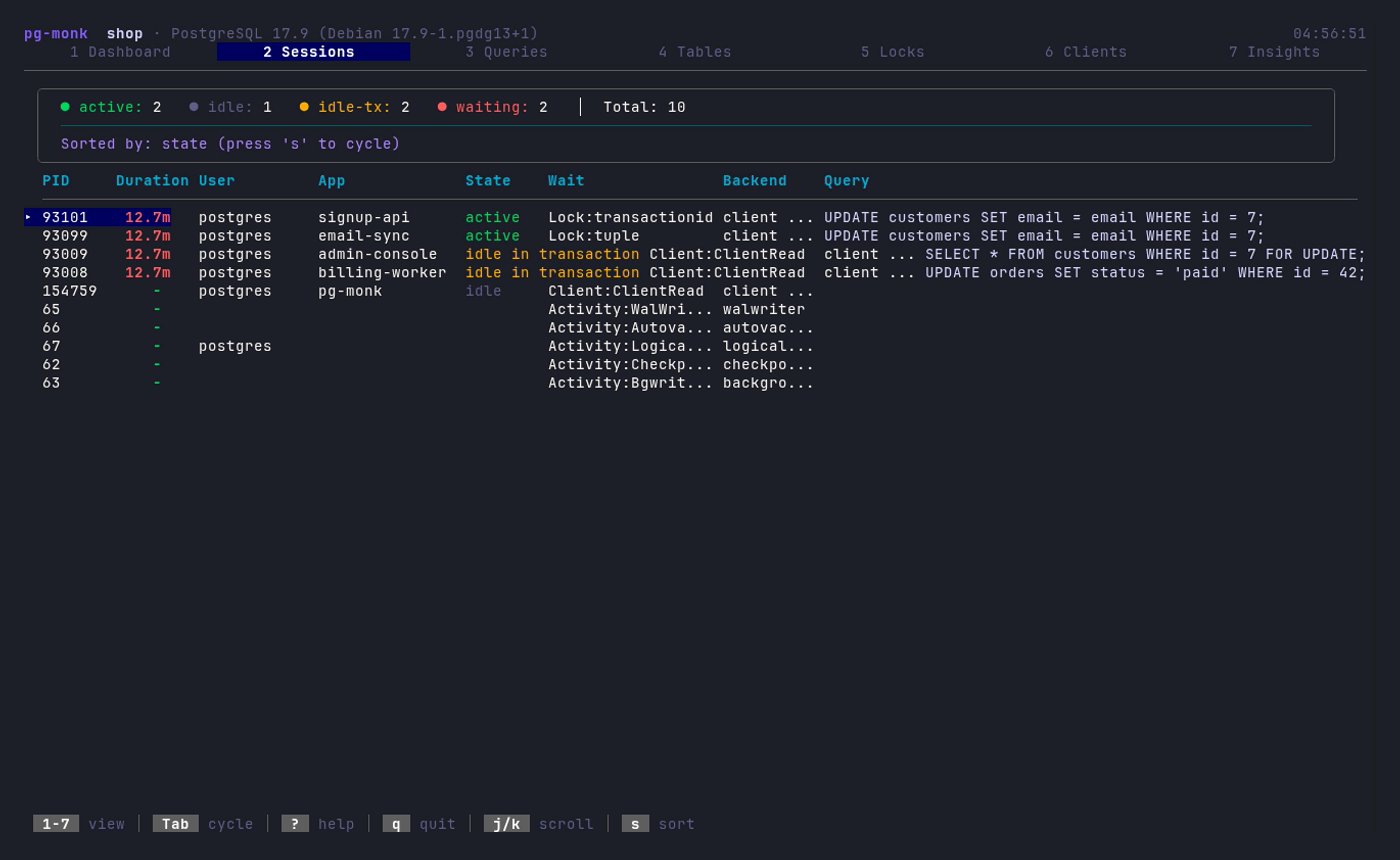 pg-monk shop · PostgreSQL 17.9 (Debian 17.9-1.pgdg13+1) 04:56:51
1 Dashboard 2 Sessions 3 Queries 4 Tables 5 Locks 6 Clients 7 Insights
● active: 2 ● idle: 1 ● idle-tx: 2 ● waiting: 2 │ Total: 10
Sorted by: state (press 's' to cycle)
PID Duration User App State Wait Backend Query
▸ 93101 12.7m postgres signup-api active Lock:transactionid client ... UPDATE customers SET email = email WHERE id = 7;
93099 12.7m postgres email-sync active Lock:tuple client ... UPDATE customers SET email = email WHERE id = 7;
93009 12.7m postgres admin-console idle in transaction Client:ClientRead client ... SELECT * FROM customers WHERE id = 7 FOR UPDATE;
93008 12.7m postgres billing-worker idle in transaction Client:ClientRead client ... UPDATE orders SET status = 'paid' WHERE id = 42;
154759 - postgres pg-monk idle Client:ClientRead client ...
65 - Activity:WalWri... walwriter
66 - Activity:Autova... autovac...
67 - postgres Activity:Logica... logical...
62 - Activity:Checkp... checkpo...
63 - Activity:Bgwrit... backgro...
1-7 view │ Tab cycle │ ? help │ q quit │ j/k scroll │ s sort